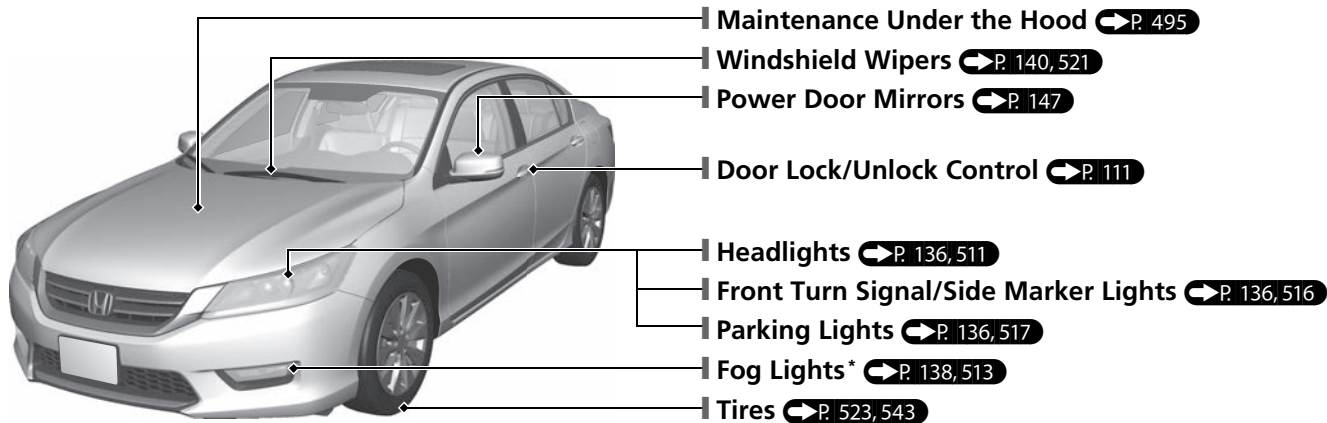 Maintenance Under the Hood P. 495
Windshield Wipers P. 140, 521
Power Door Mirrors P. 147
Door Lock/Unlock Control P. 111
Headlights P. 136, 511
Front Turn Signal/Side Marker Lights P. 136, 516
Parking Lights P. 136, 517
Fog Lights* P. 138, 513
Tires P. 523, 543